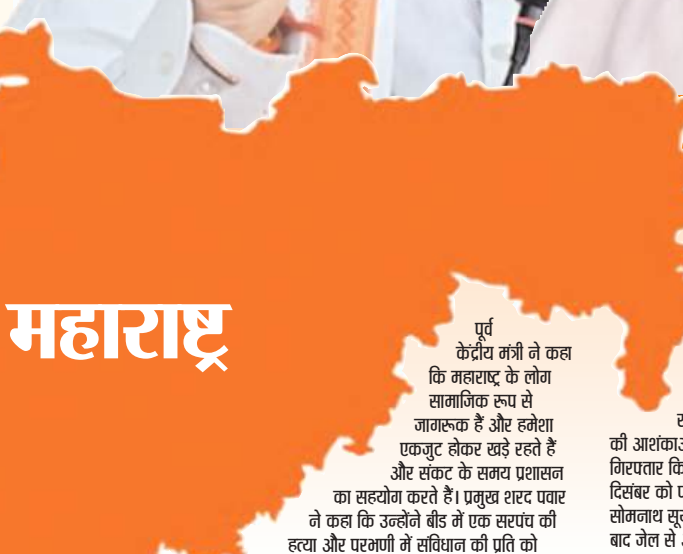 महाराष्ट्र
पूर्व
केंद्रीय मंत्री ने कहा
कि महाराष्ट्र के लोग
सामाजिक रूप से
जागरूक हैं और हमेशा
एकजुट होकर खड़े रहते हैं
और संकट के समय प्रशासन
का सहयोग करते हैं। प्रमुख शरद पवार
ने कहा कि उन्होंने बीड में एक सरपंच की
हत्या और परभणी में संविधान की प्रति को
की
गिरफ्तार
दिसंबर को
सोमनाथ
बाद जेल से